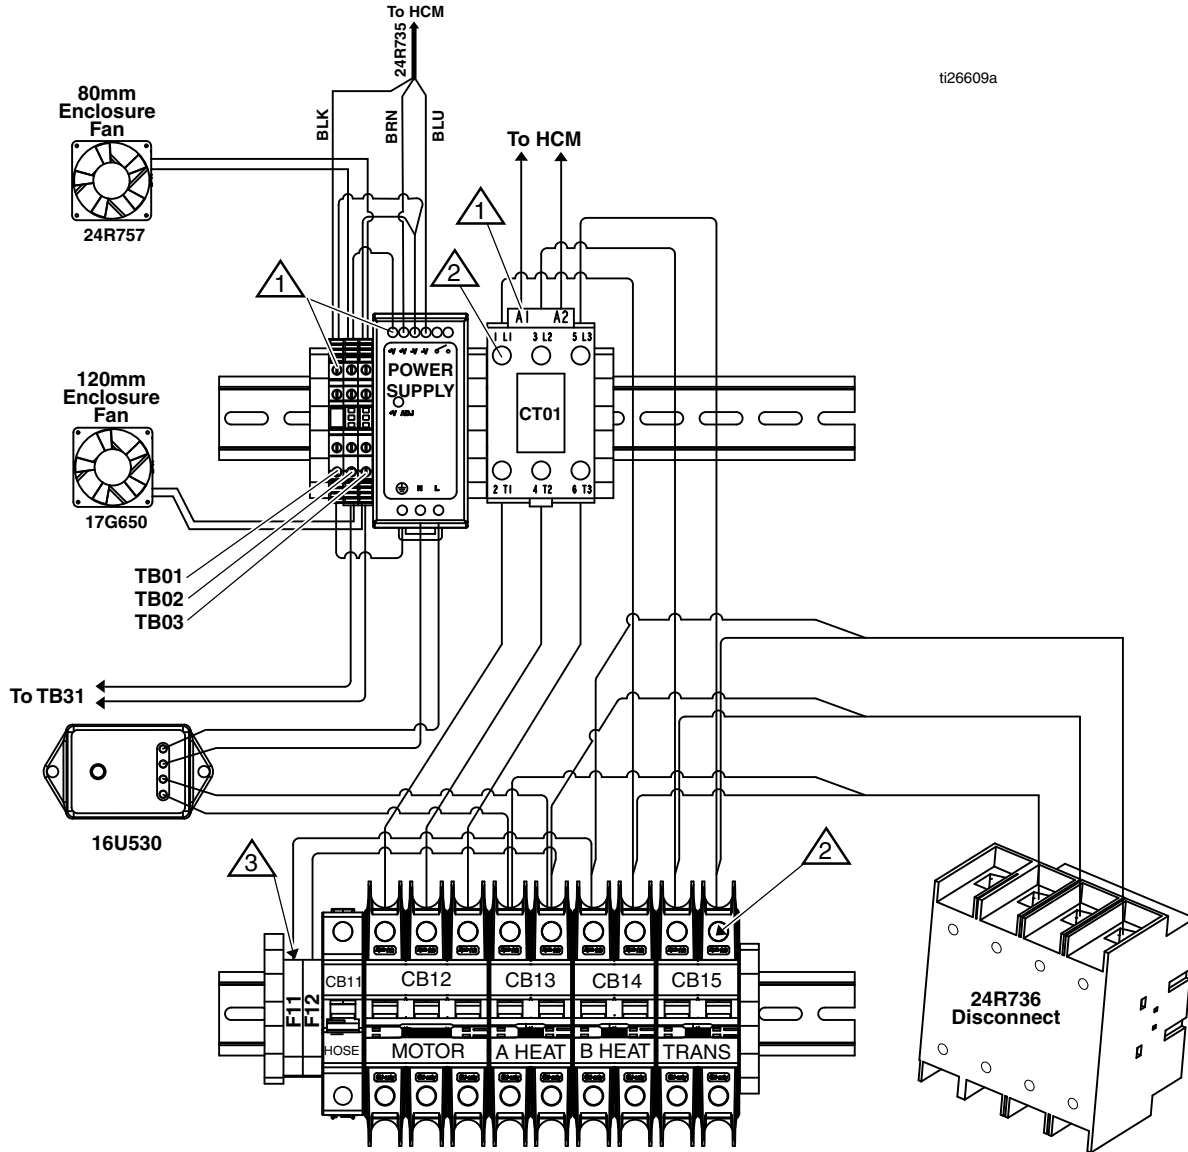 To HCM
24R735
ti26609a
80mm
Enclosure
Fan
24R757
BLK
BRN
BLU
To HCM
1
2
1
A1 A2
1 L1 3 L2 5 L3
POWER
SUPPLY
+V ADJ
CT01
120mm
Enclosure
Fan
17G650
N L
2 T1 4 T2 6 T3
TB01
TB02
TB03
To TB31
16U530
3
2
F11
F12
CB11
CB12
CB13
CB14
CB15
HOSE
MOTOR
A HEAT
B HEAT
TRANS
24R736
Disconnect